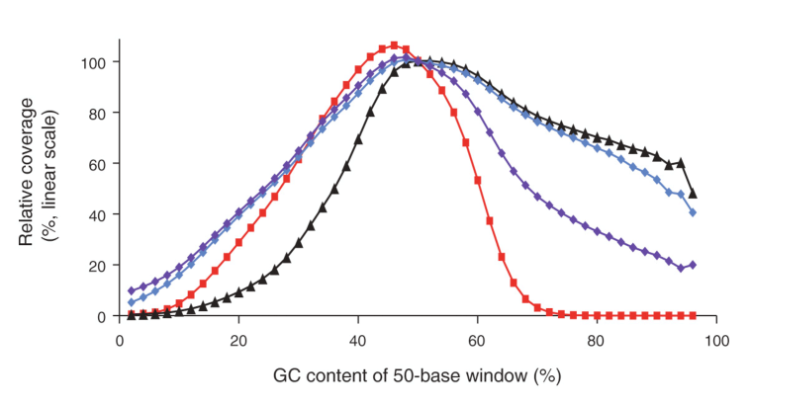 Relative coverage
(%, linear scale)
100
80
60
40
20
0
0 20 40 60 80 100
GC content of 50-base window (%)